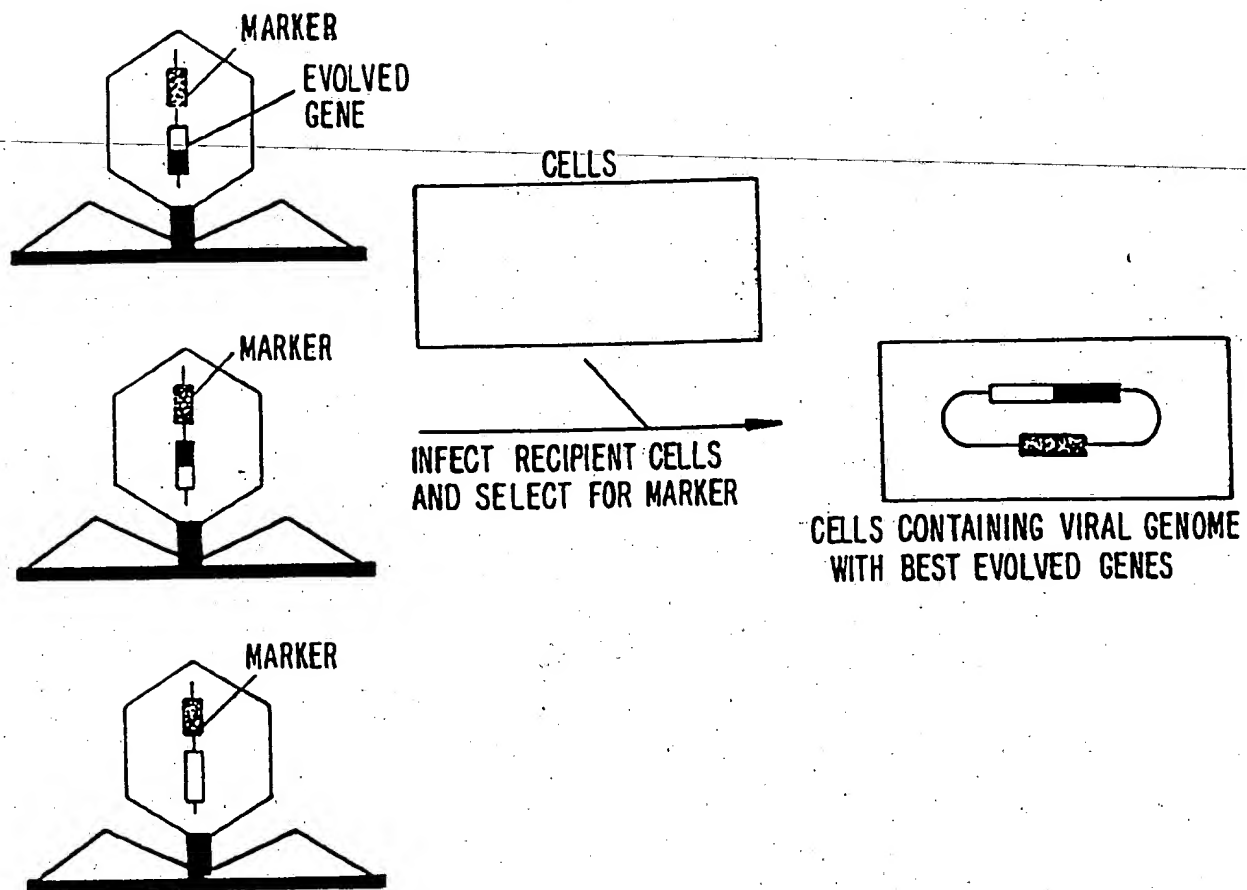 MARKER
EVOLVED
GENE
CELLS
MARKER
INFECT RECIPIENT CELLS
AND SELECT FOR MARKER
CELLS CONTAINING VIRAL GENOME
WITH BEST EVOLVED GENES
MARKER